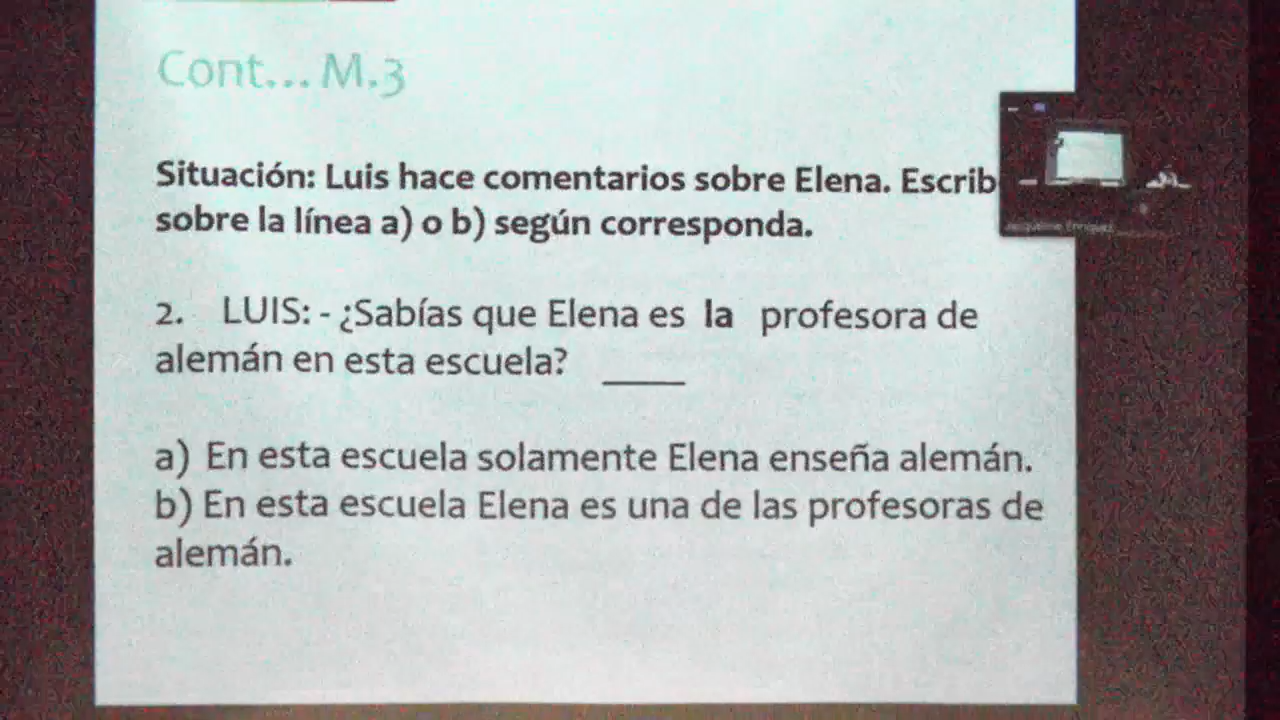 Cont... M.3
Situación: Luis hace comentarios sobre Elena. Escrib
sobre la línea a) o b) según corresponda.
2. LUIS: - ¿Sabías que Elena es la profesora de
alemán en esta escuela? ____
a) En esta escuela solamente Elena enseña alemán.
b) En esta escuela Elena es una de las profesoras de
alemán.